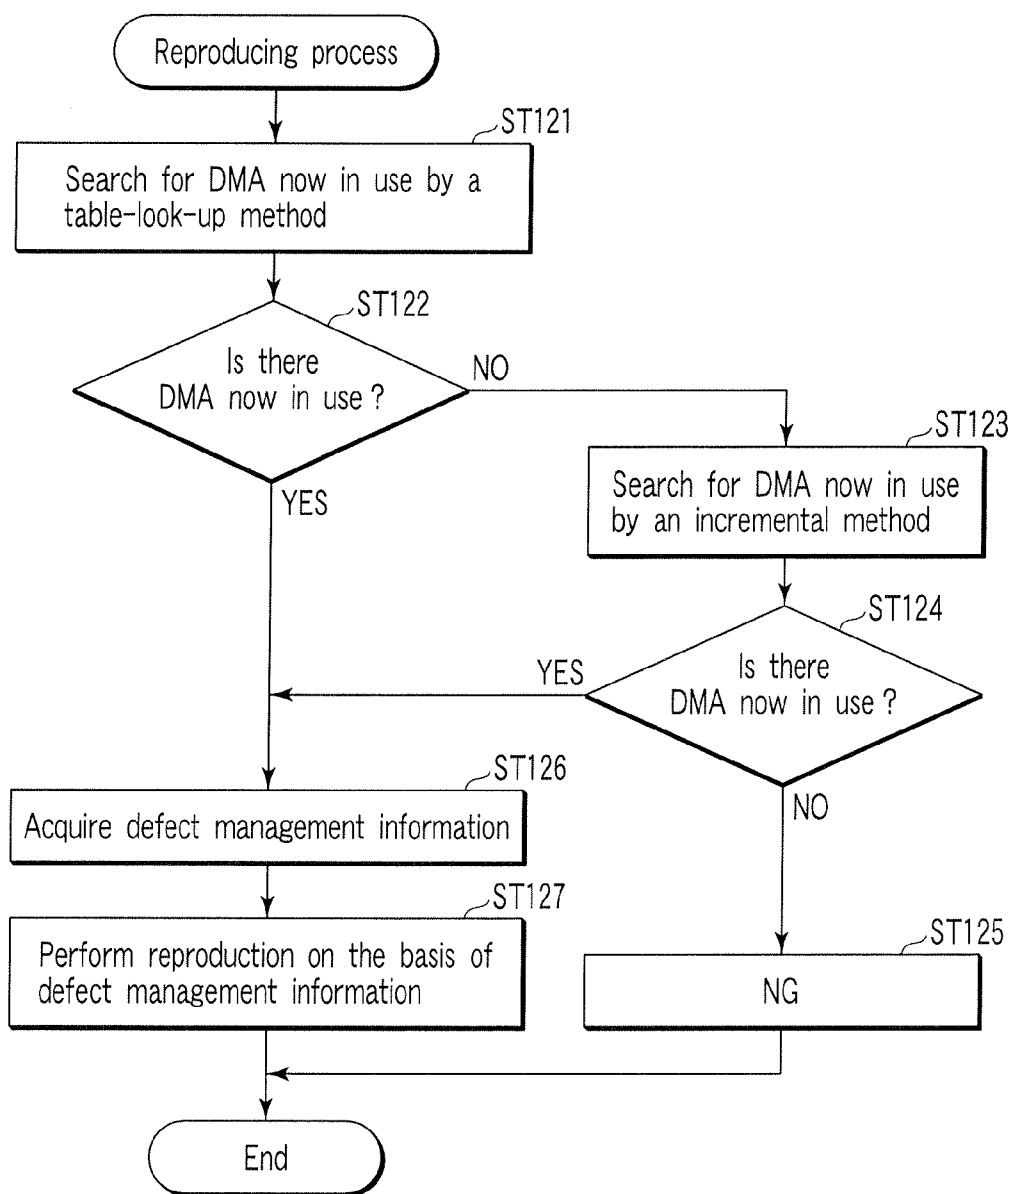 Reproducing process
ST121
Search for DMA now in use by a
table-look-up method
ST122
Is there
DMA now in use?
NO
YES
ST123
Search for DMA now in use
by an incremental method
ST124
Is there
DMA now in use?
YES
NO
ST126
Acquire defect management information
ST127
Perform reproduction on the basis of
defect management information
ST125
NG
End